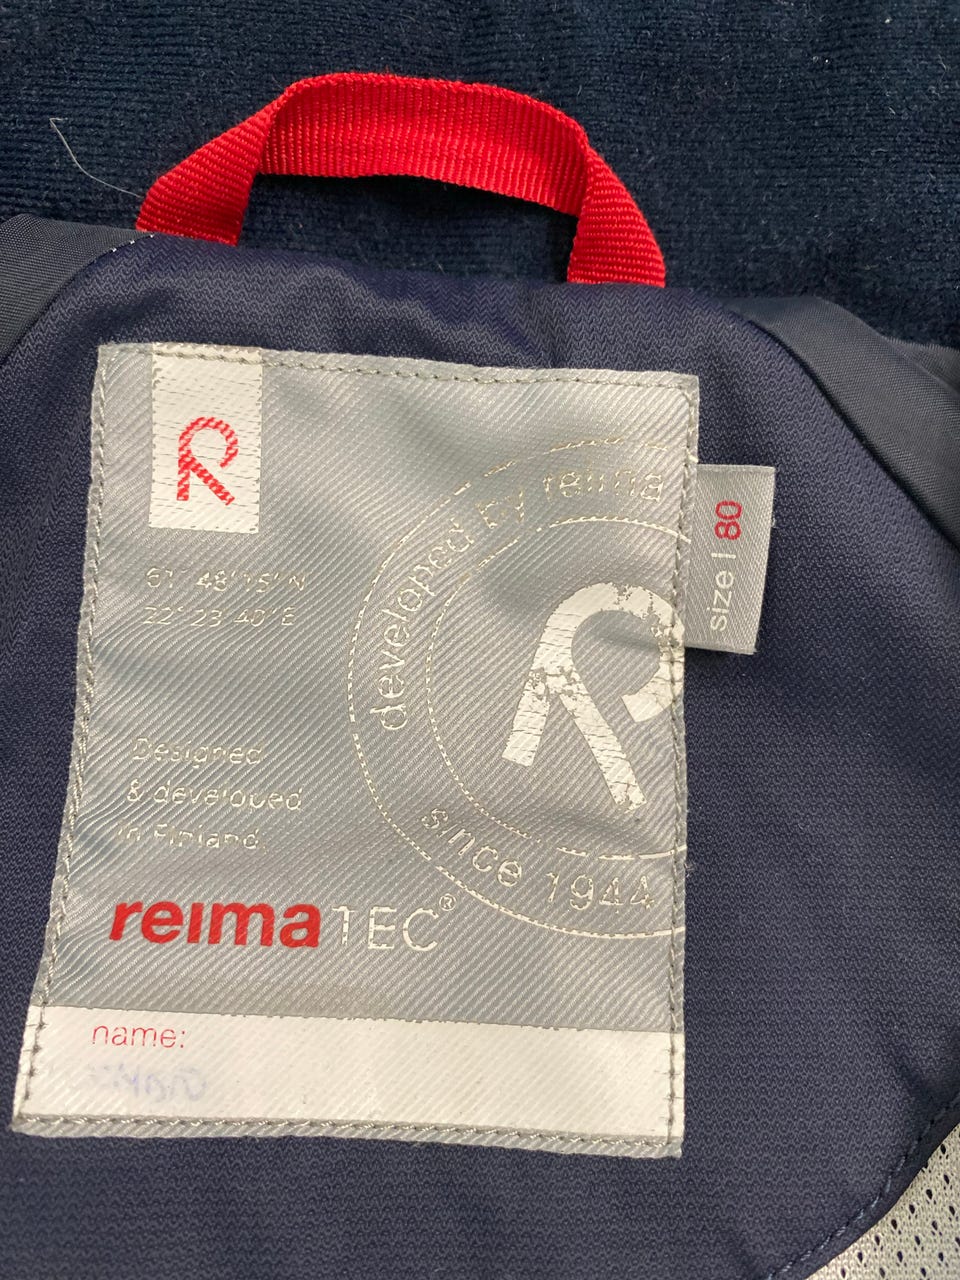 developed by reima
size | 80
61° 48' 15" N
22° 23' 40" E
Designed
& developed
in Finland.
since 1944
reimaTEC®
name: